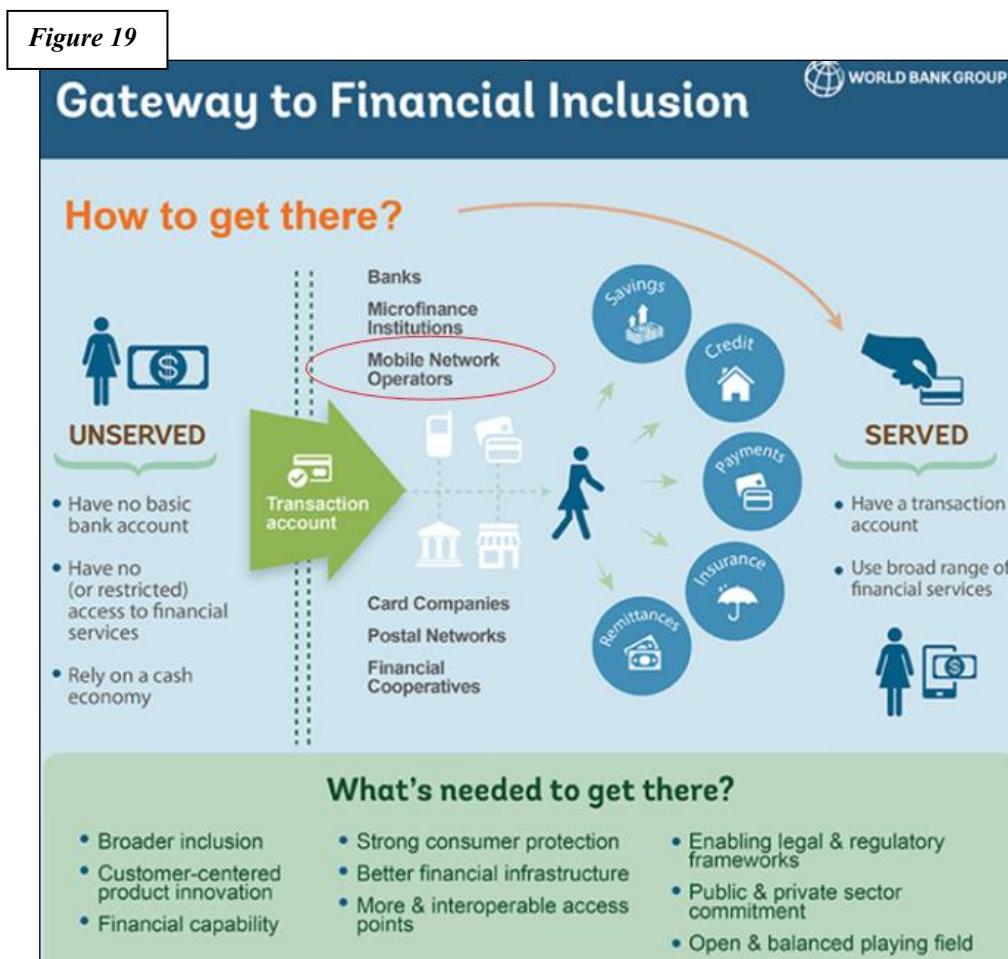 Figure 19
Gateway to Financial Inclusion
WORLD BANK GROUP
How to get there?
UNSERVED
• Have no basic
bank account
• Have no
(or restricted)
access to financial
services
• Rely on a cash
economy
Transaction
account
Banks
Microfinance
Institutions
Mobile Network
Operators
Card Companies
Postal Networks
Financial
Cooperatives
Savings
Credit
Payments
Insurance
Remittances
SERVED
• Have a transaction
account
• Use broad range of
financial services
What's needed to get there?
• Broader inclusion
• Customer-centered
product innovation
• Financial capability
• Strong consumer protection
• Better financial infrastructure
• More & interoperable access
points
• Enabling legal & regulatory
frameworks
• Public & private sector
commitment
• Open & balanced playing field